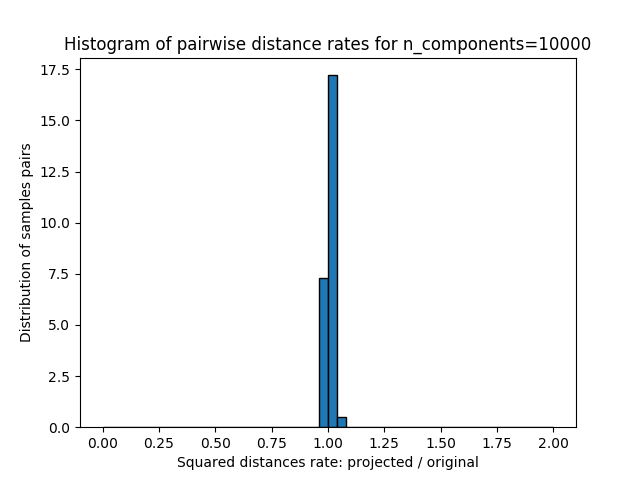 Histogram of pairwise distance rates for n_components=10000
17.5
15.0
12.5
10.0
7.5
5.0
2.5
0.0
Distribution of samples pairs
0.00 0.25 0.50 0.75 1.00 1.25 1.50 1.75 2.00
Squared distances rate: projected / original